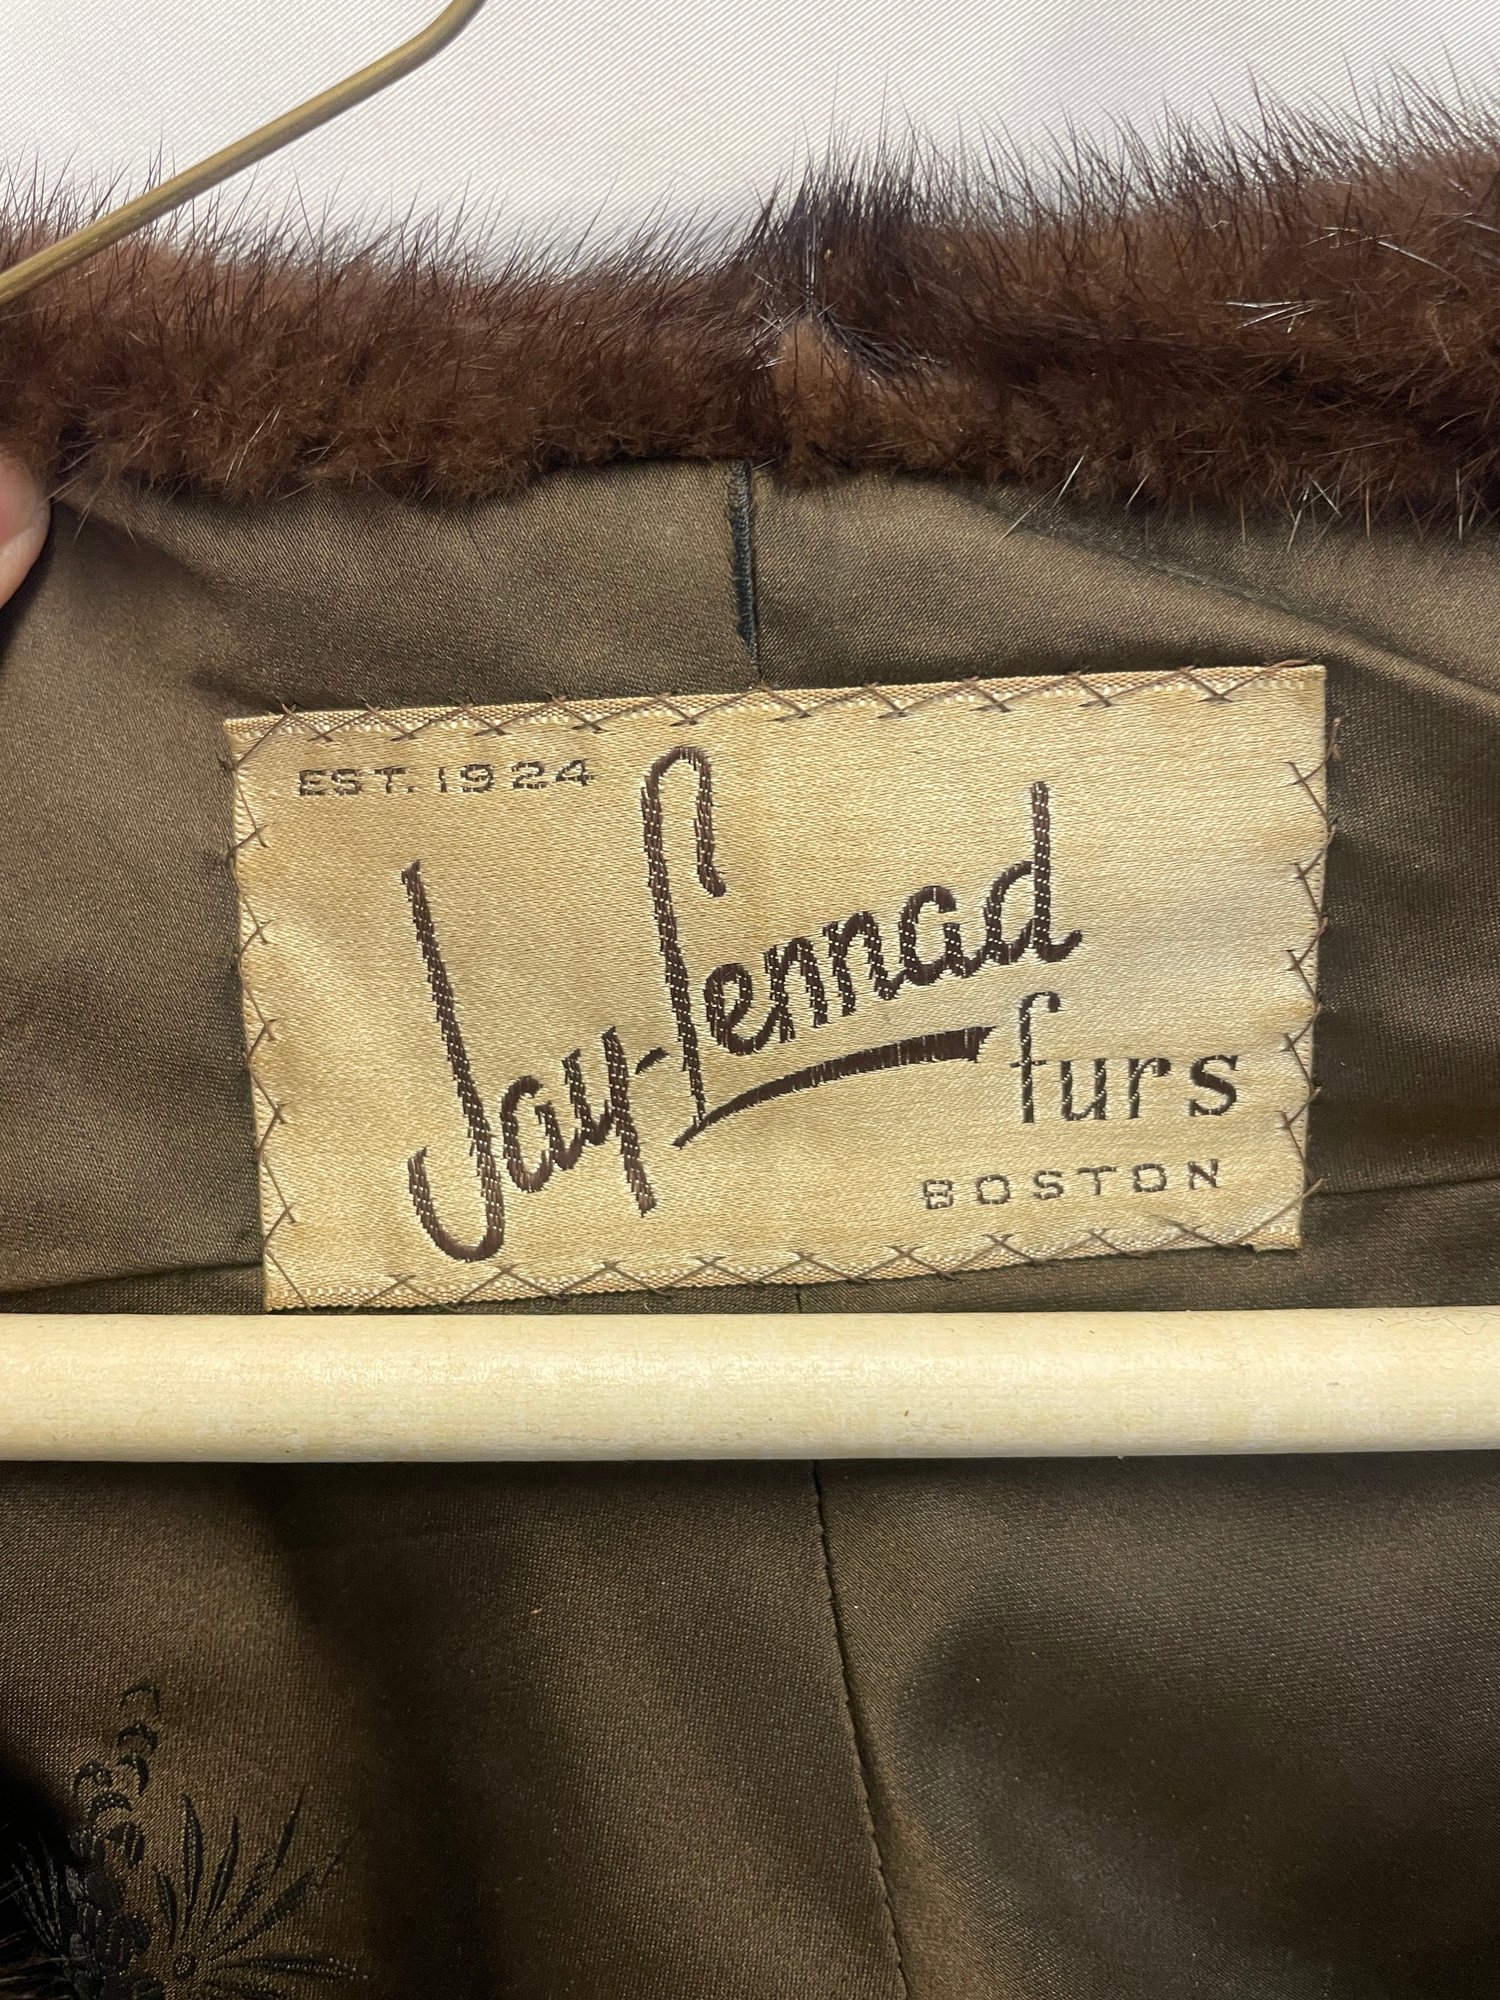 EST. 1924
Jay-Lennad
furs
BOSTON